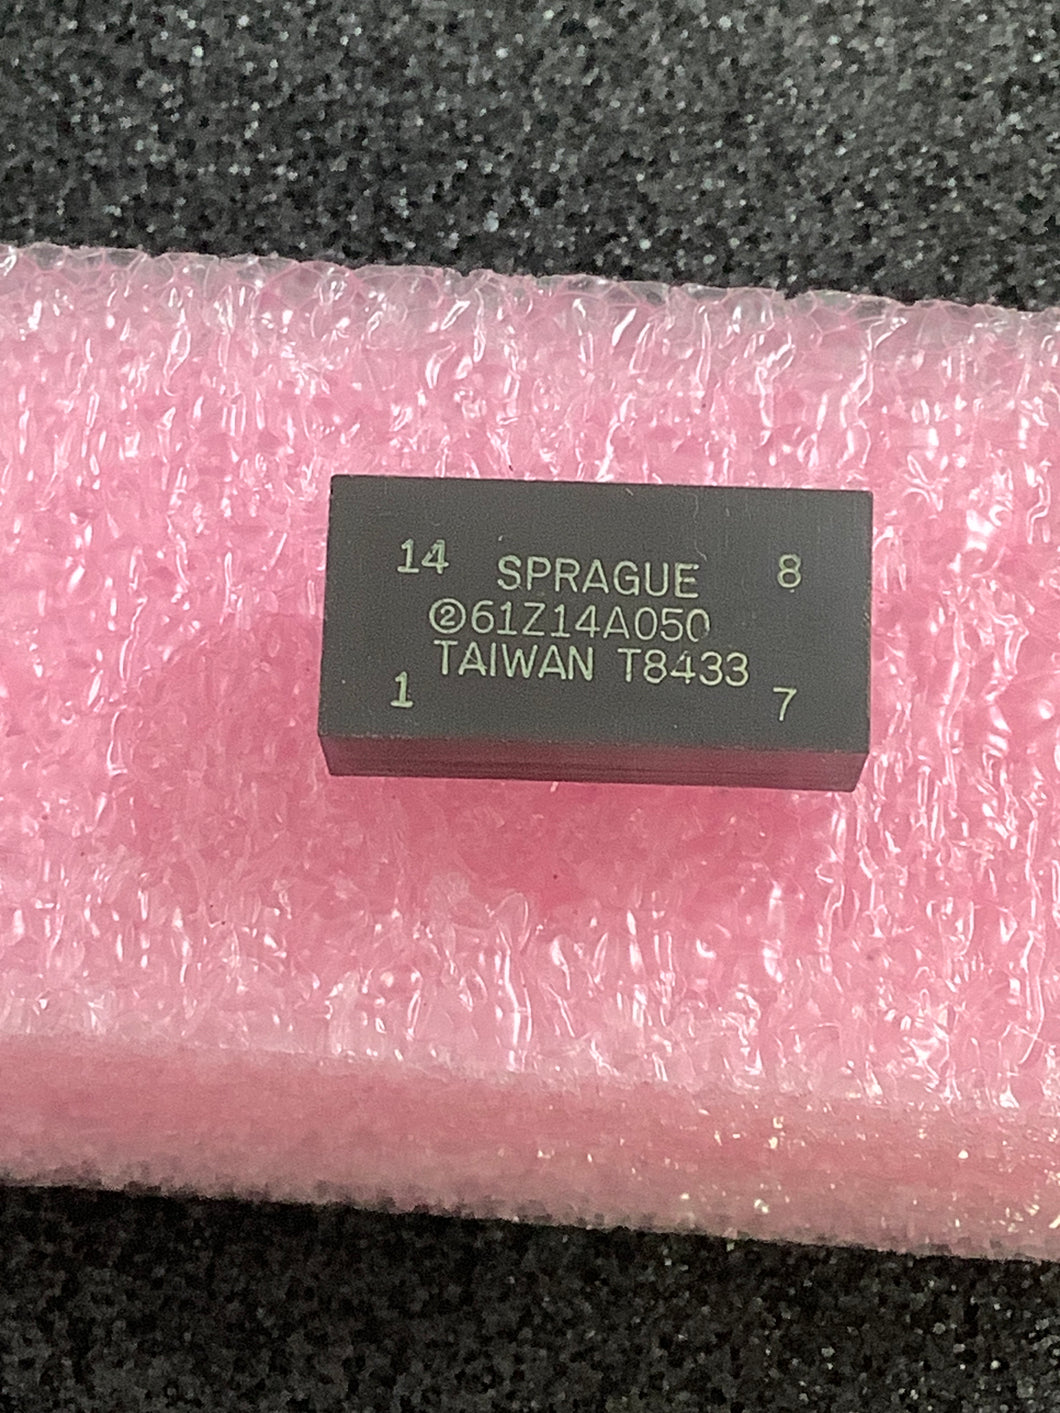 14 SPRAGUE 8
②61Z14A050
TAIWAN T8433
1 7